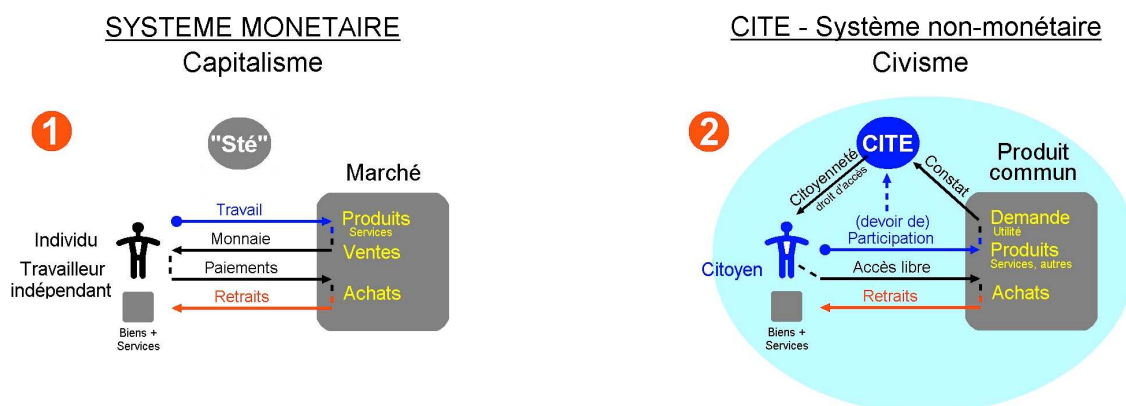 SYSTEME MONETAIRE
Capitalisme
1
"Sté"
Marché
Travail
Produits
Services
Individu
Monnaie
Ventes
Travailleur
indépendant
Paiements
Achats
Retraits
Biens +
Services
CITE - Système non-monétaire
Civisme
2
CITE
Produit
commun
Citoyenneté
droit d'accès
Constat
Demande
Utilité
(devoir de)
Participation
Produits
Services, autres
Citoyen
Accès libre
Achats
Retraits
Biens +
Services